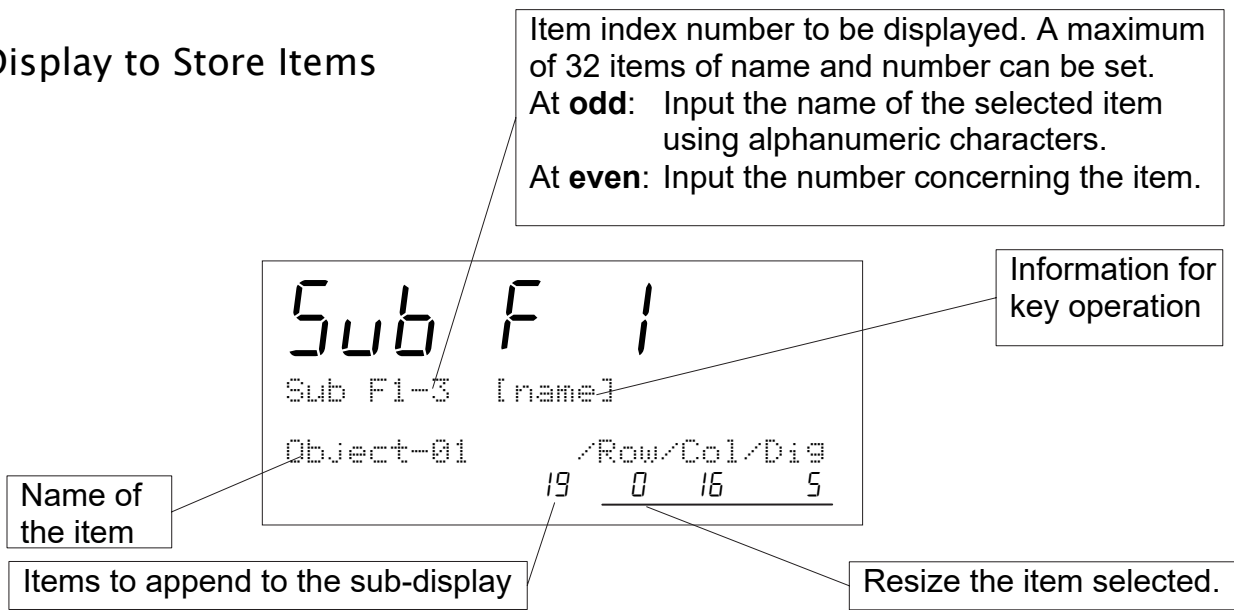 Display to Store Items
Item index number to be displayed. A maximum
of 32 items of name and number can be set.
At odd: Input the name of the selected item
using alphanumeric characters.
At even: Input the number concerning the item.
Information for
key operation
Sub F 1
Sub F1-3 [name]
Object-01 /Row/Col/Dig
19 0 16 5
Name of
the item
Items to append to the sub-display
Resize the item selected.